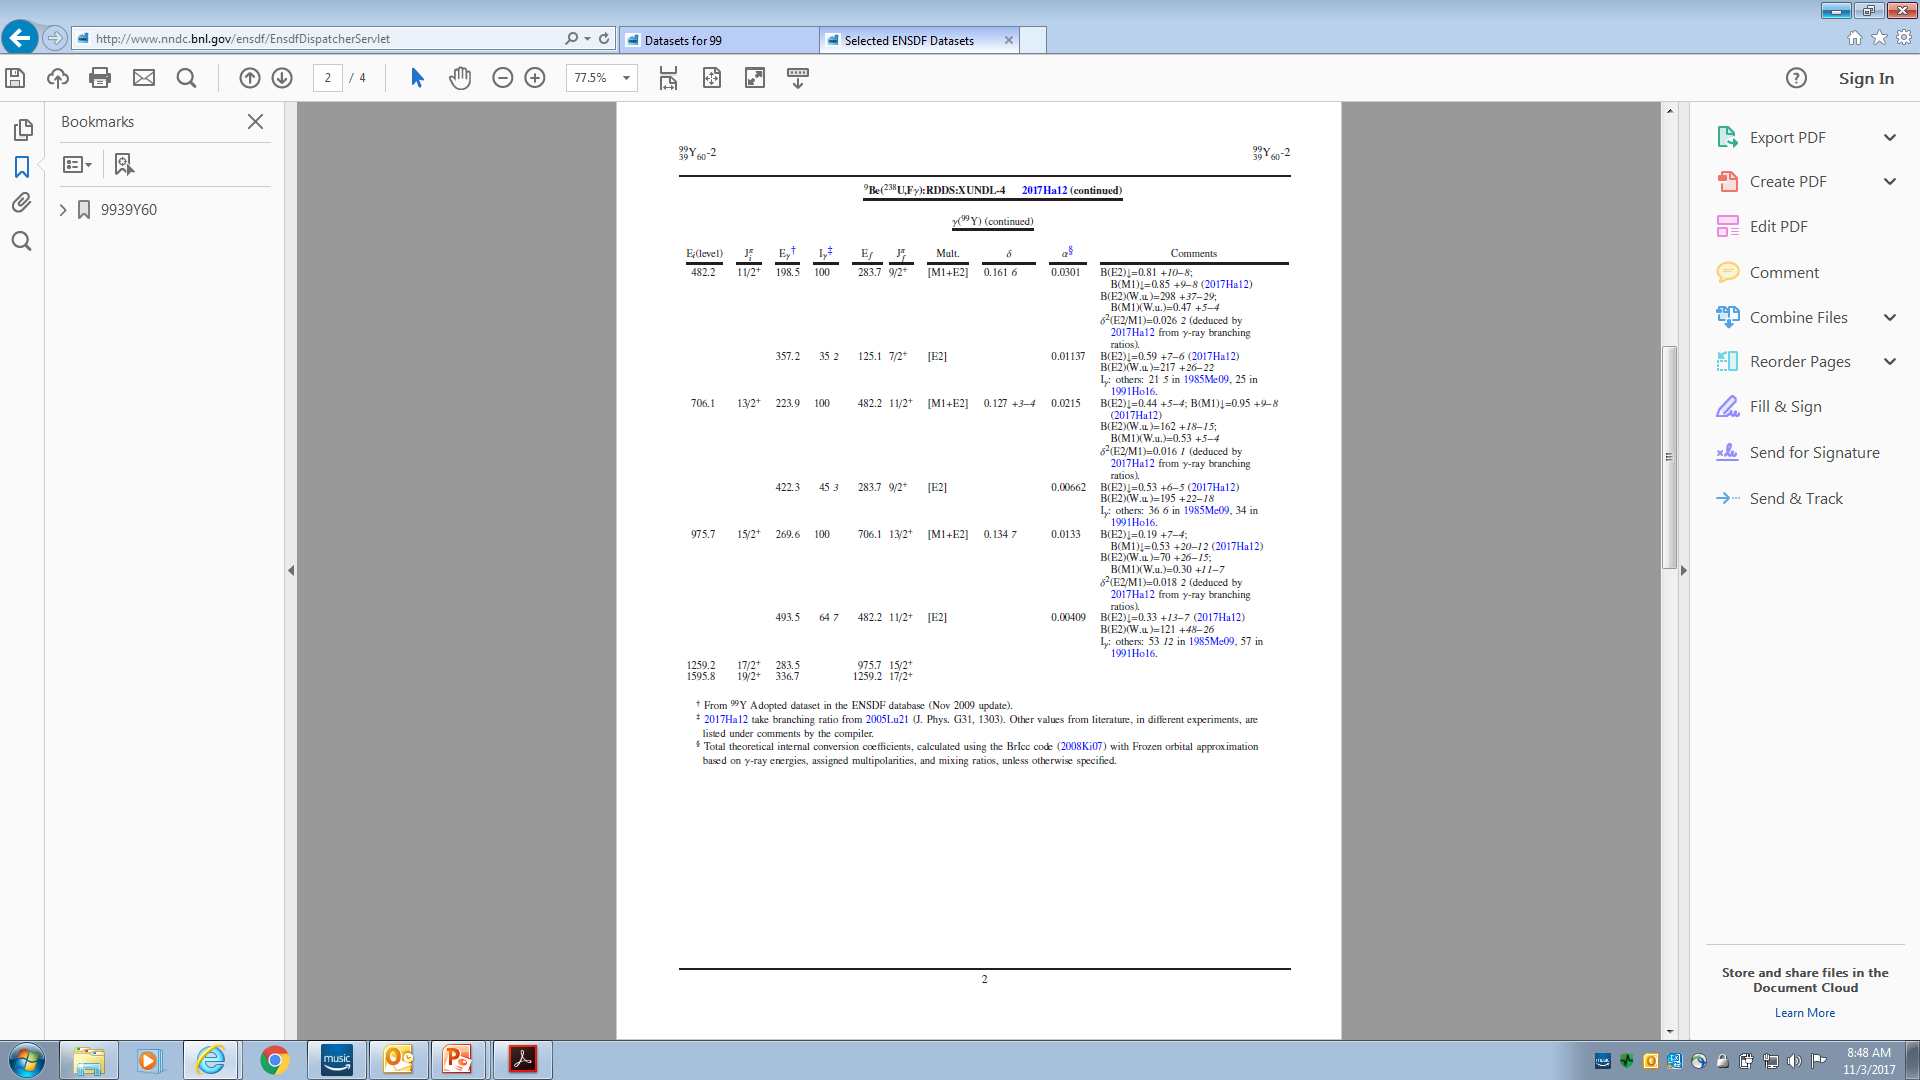 http://www.nndc.bnl.gov/ensdf/EnsdfDispatcherServlet
Datasets for 99
Selected ENSDF Datasets
2 / 4
77.5%
Sign In
Bookmarks
9939Y60
⁹⁹₃₉Y₆₀-2 ⁹⁹₃₉Y₆₀-2
⁹Be(²³⁸U,Fγ):RDDS:XUNDL-4 2017Ha12 (continued)
γ(⁹⁹Y) (continued)
Eᵢ(level) Jᵢ^π E_γ† I_γ‡ E_f J_f^π Mult. δ α§ Comments
482.2 11/2⁺ 198.5 100 283.7 9/2⁺ [M1+E2] 0.161 6 0.0301 B(E2)↓=0.81 +10–8;
B(M1)↓=0.85 +9–8 (2017Ha12)
B(E2)(W.u.)=298 +37–29;
B(M1)(W.u.)=0.47 +5–4
δ²(E2/M1)=0.026 2 (deduced by
2017Ha12 from γ-ray branching
ratios).
357.2 35 2 125.1 7/2⁺ [E2] 0.01137 B(E2)↓=0.59 +7–6 (2017Ha12)
B(E2)(W.u.)=217 +26–22
I_γ: others: 21 5 in 1985Me09, 25 in
1991Ho16.
706.1 13/2⁺ 223.9 100 482.2 11/2⁺ [M1+E2] 0.127 +3–4 0.0215 B(E2)↓=0.44 +5–4; B(M1)↓=0.95 +9–8
(2017Ha12)
B(E2)(W.u.)=162 +18–15;
B(M1)(W.u.)=0.53 +5–4
δ²(E2/M1)=0.016 1 (deduced by
2017Ha12 from γ-ray branching
ratios).
422.3 45 3 283.7 9/2⁺ [E2] 0.00662 B(E2)↓=0.53 +6–5 (2017Ha12)
B(E2)(W.u.)=195 +22–18
I_γ: others: 36 6 in 1985Me09, 34 in
1991Ho16.
975.7 15/2⁺ 269.6 100 706.1 13/2⁺ [M1+E2] 0.134 7 0.0133 B(E2)↓=0.19 +7–4;
B(M1)↓=0.53 +20–12 (2017Ha12)
B(E2)(W.u.)=70 +26–15;
B(M1)(W.u.)=0.30 +11–7
δ²(E2/M1)=0.018 2 (deduced by
2017Ha12 from γ-ray branching
ratios).
493.5 64 7 482.2 11/2⁺ [E2] 0.00409 B(E2)↓=0.33 +13–7 (2017Ha12)
B(E2)(W.u.)=121 +48–26
I_γ: others: 53 12 in 1985Me09, 57 in
1991Ho16.
1259.2 17/2⁺ 283.5 975.7 15/2⁺
1595.8 19/2⁺ 336.7 1259.2 17/2⁺
† From ⁹⁹Y Adopted dataset in the ENSDF database (Nov 2009 update).
‡ 2017Ha12 take branching ratio from 2005Lu21 (J. Phys. G31, 1303). Other values from literature, in different experiments, are
listed under comments by the compiler.
§ Total theoretical internal conversion coefficients, calculated using the BrIcc code (2008Ki07) with Frozen orbital approximation
based on γ-ray energies, assigned multipolarities, and mixing ratios, unless otherwise specified.
2
Export PDF
Create PDF
Edit PDF
Comment
Combine Files
Reorder Pages
Fill & Sign
Send for Signature
Send & Track
Store and share files in the
Document Cloud
Learn More
music
8:48 AM
11/3/2017